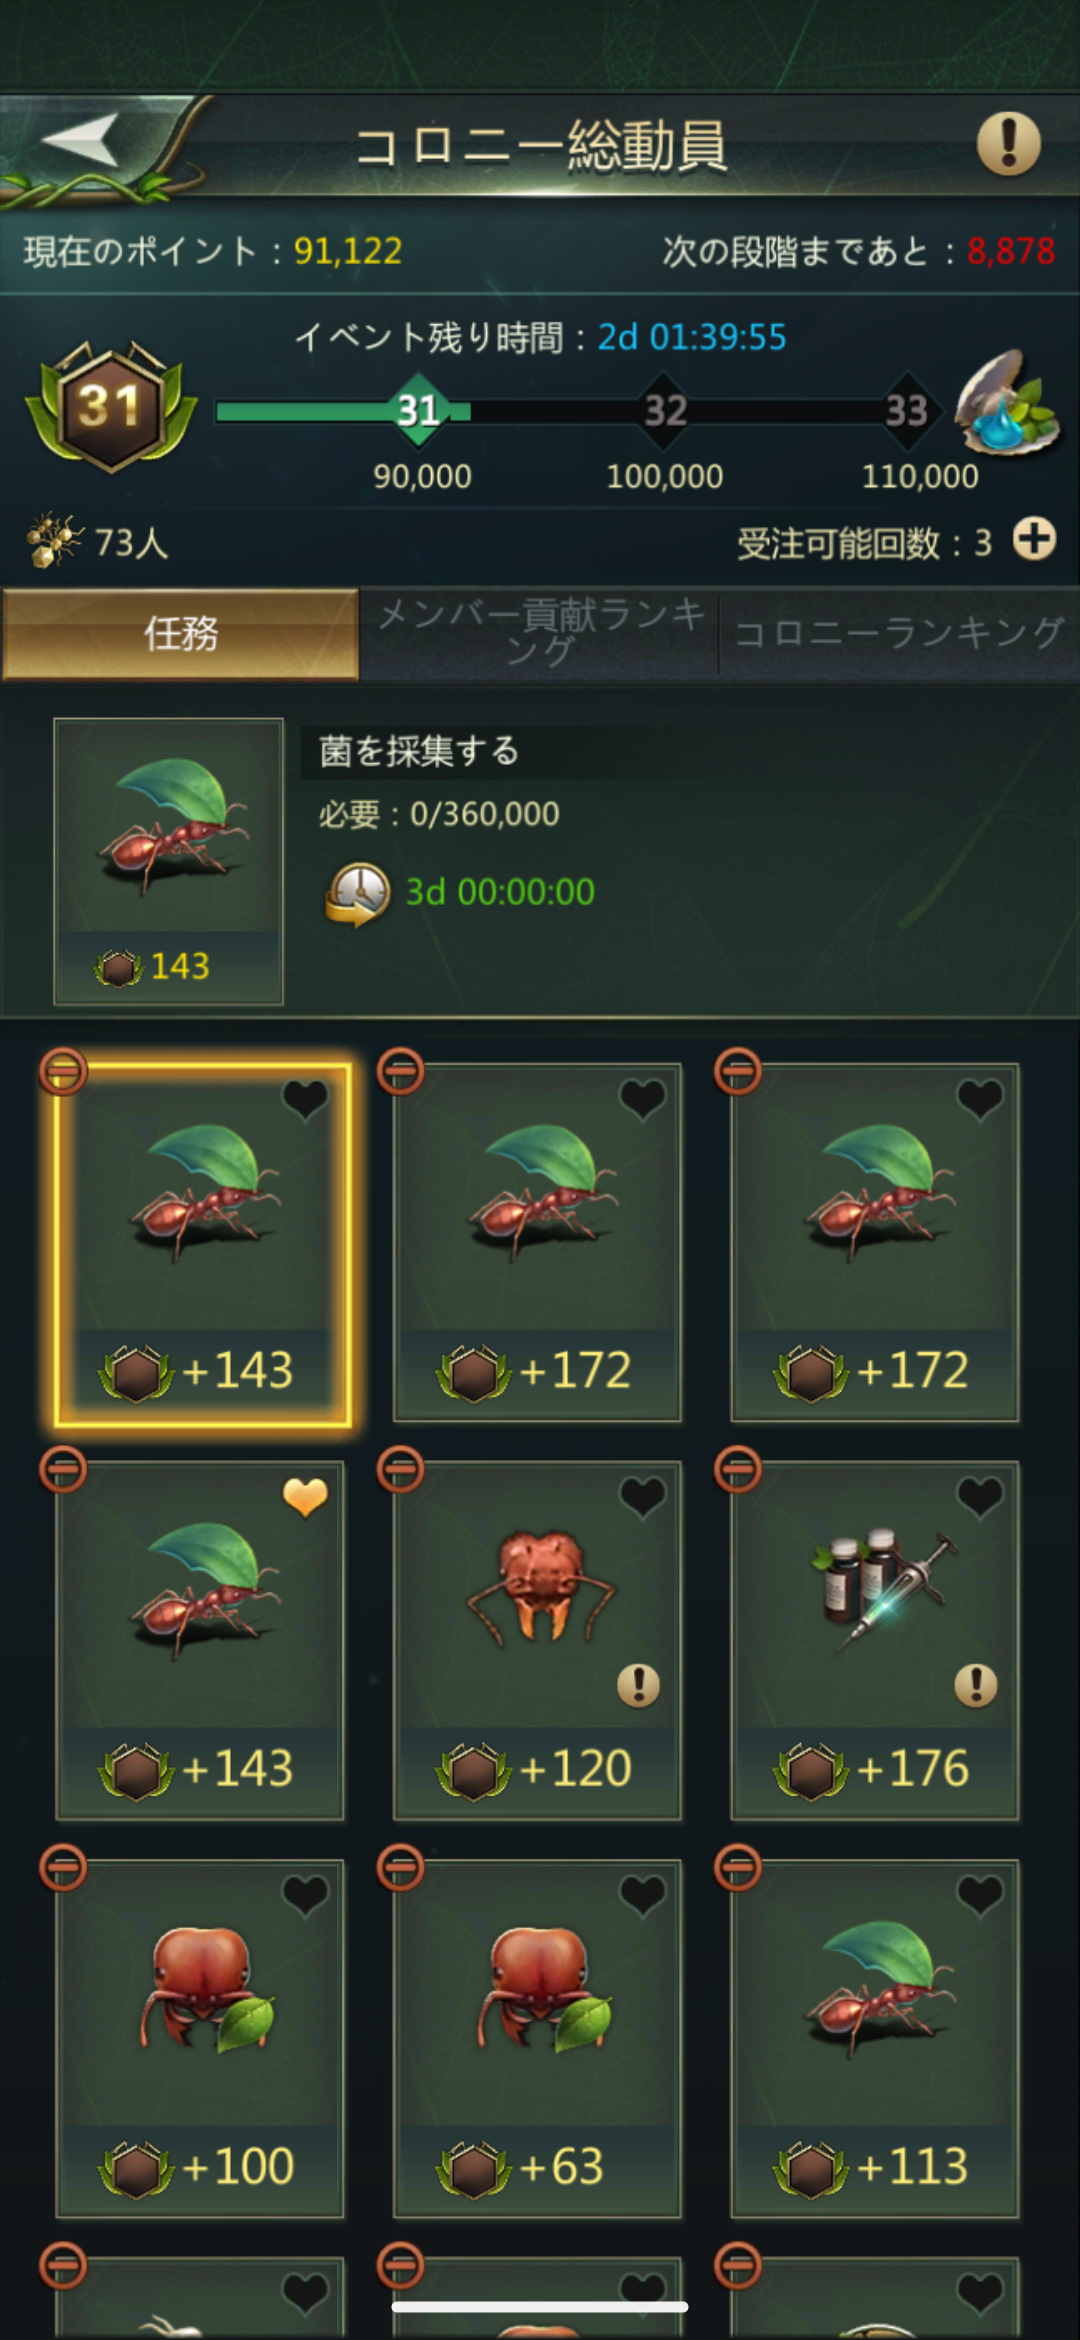 コロニー総動員
現在のポイント：91,122
次の段階まであと：8,878
イベント残り時間：2d 01:39:55
31
31 32 33
90,000 100,000 110,000
73人
受注可能回数：3
任務
メンバー貢献ランキ
ング
コロニーランキング
菌を採集する
必要：0/360,000
3d 00:00:00
143
+143 +172 +172
+143 +120 +176
+100 +63 +113